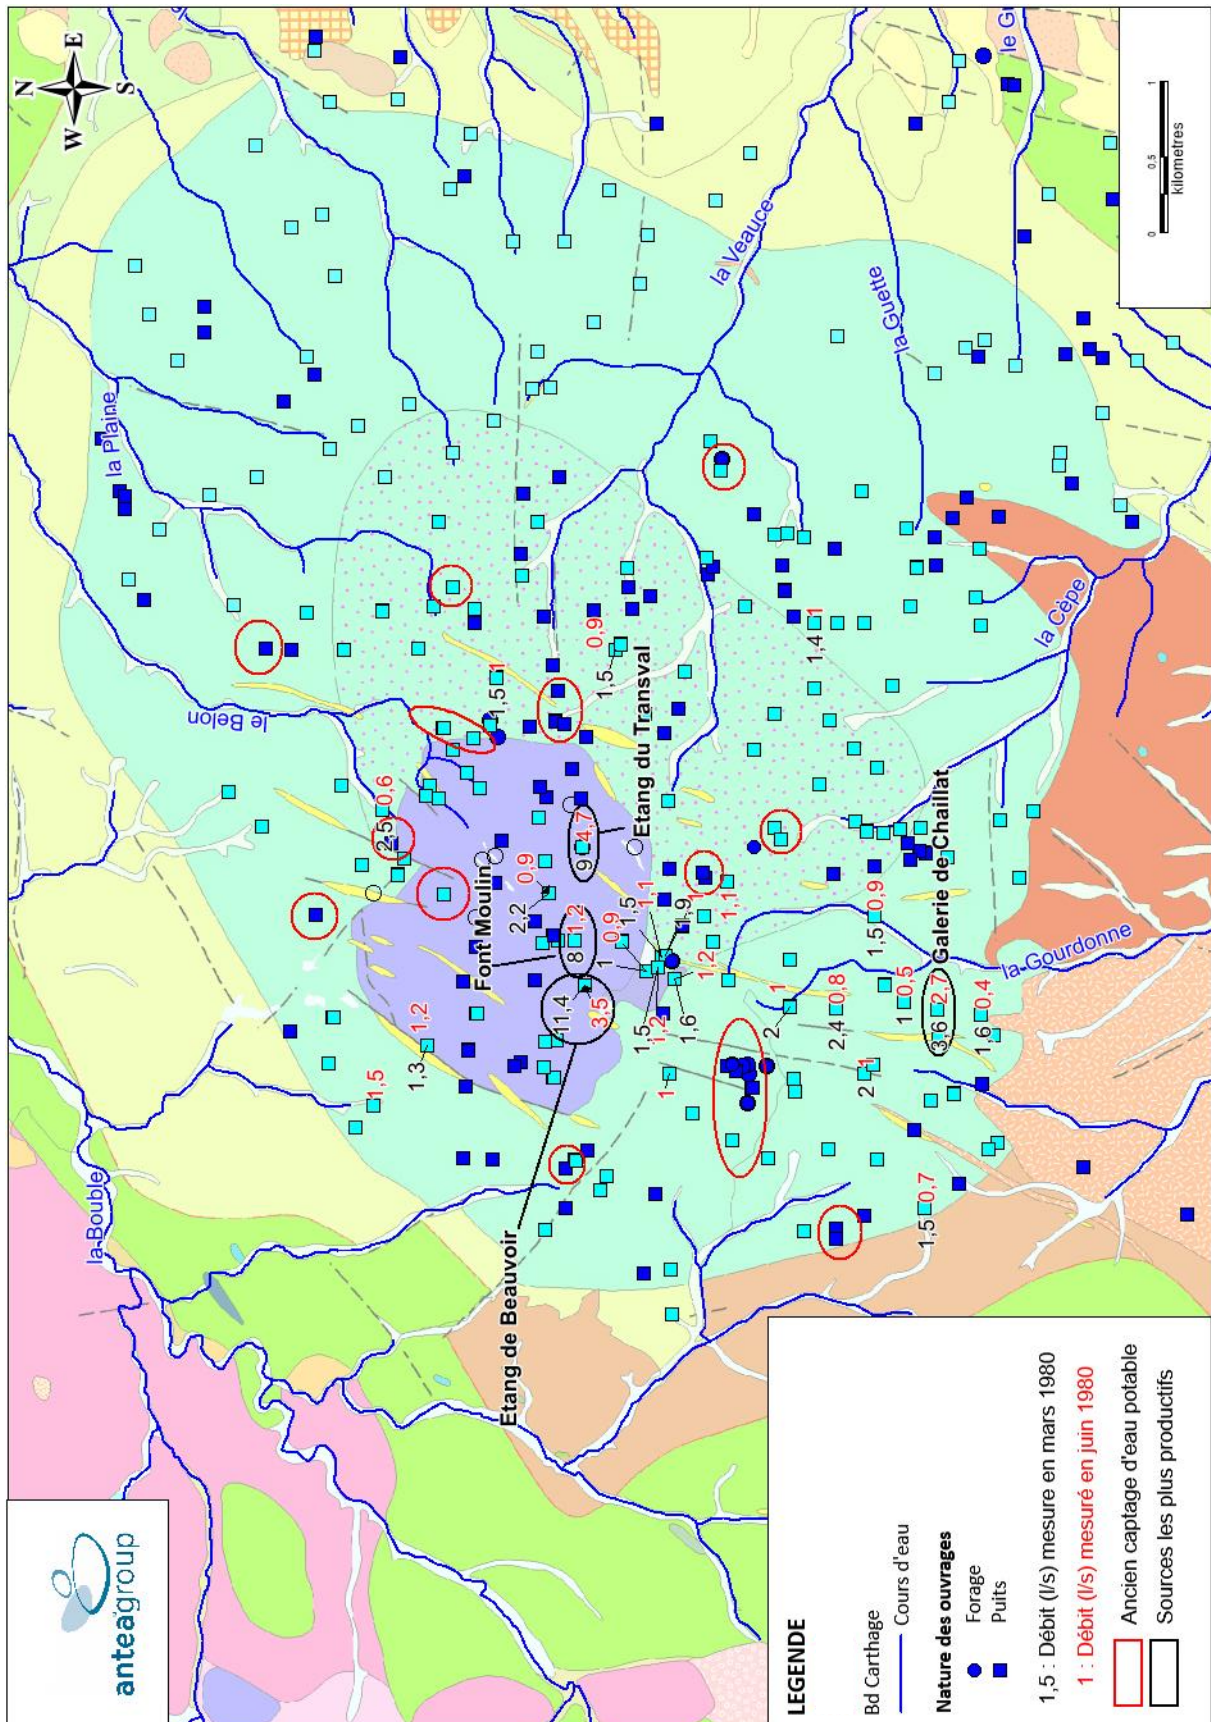 anteagroup
N
W
E
S
la Bouble
la Plaine
le Belon
la Veauce
la Guette
le G
la Cèpe
la Gourdonne
Font Moulin
Etang de Beauvoir
Etang du Transval
Galerie de Chaillat
1,5
1,3
1,2
2,5
0,6
1,5
1
1,5
0,9
2,2
0,9
9
4,7
8
1,2
11,4
3,5
1
0,9
1,5
1,1
1,9
1,5
1,2
1,6
1,2
1
1
1,1
1,4
1
2
1
2,4
0,8
1,5
0,9
2
1
1
0,5
3,6
2,7
1,6
0,4
1,5
0,7
0
0.5
1
kilometres
LEGENDE
Bd Carthage
Cours d'eau
Nature des ouvrages
Forage
Puits
1,5 : Débit (l/s) mesure en mars 1980
1 : Débit (l/s) mesuré en juin 1980
Ancien captage d'eau potable
Sources les plus productifs